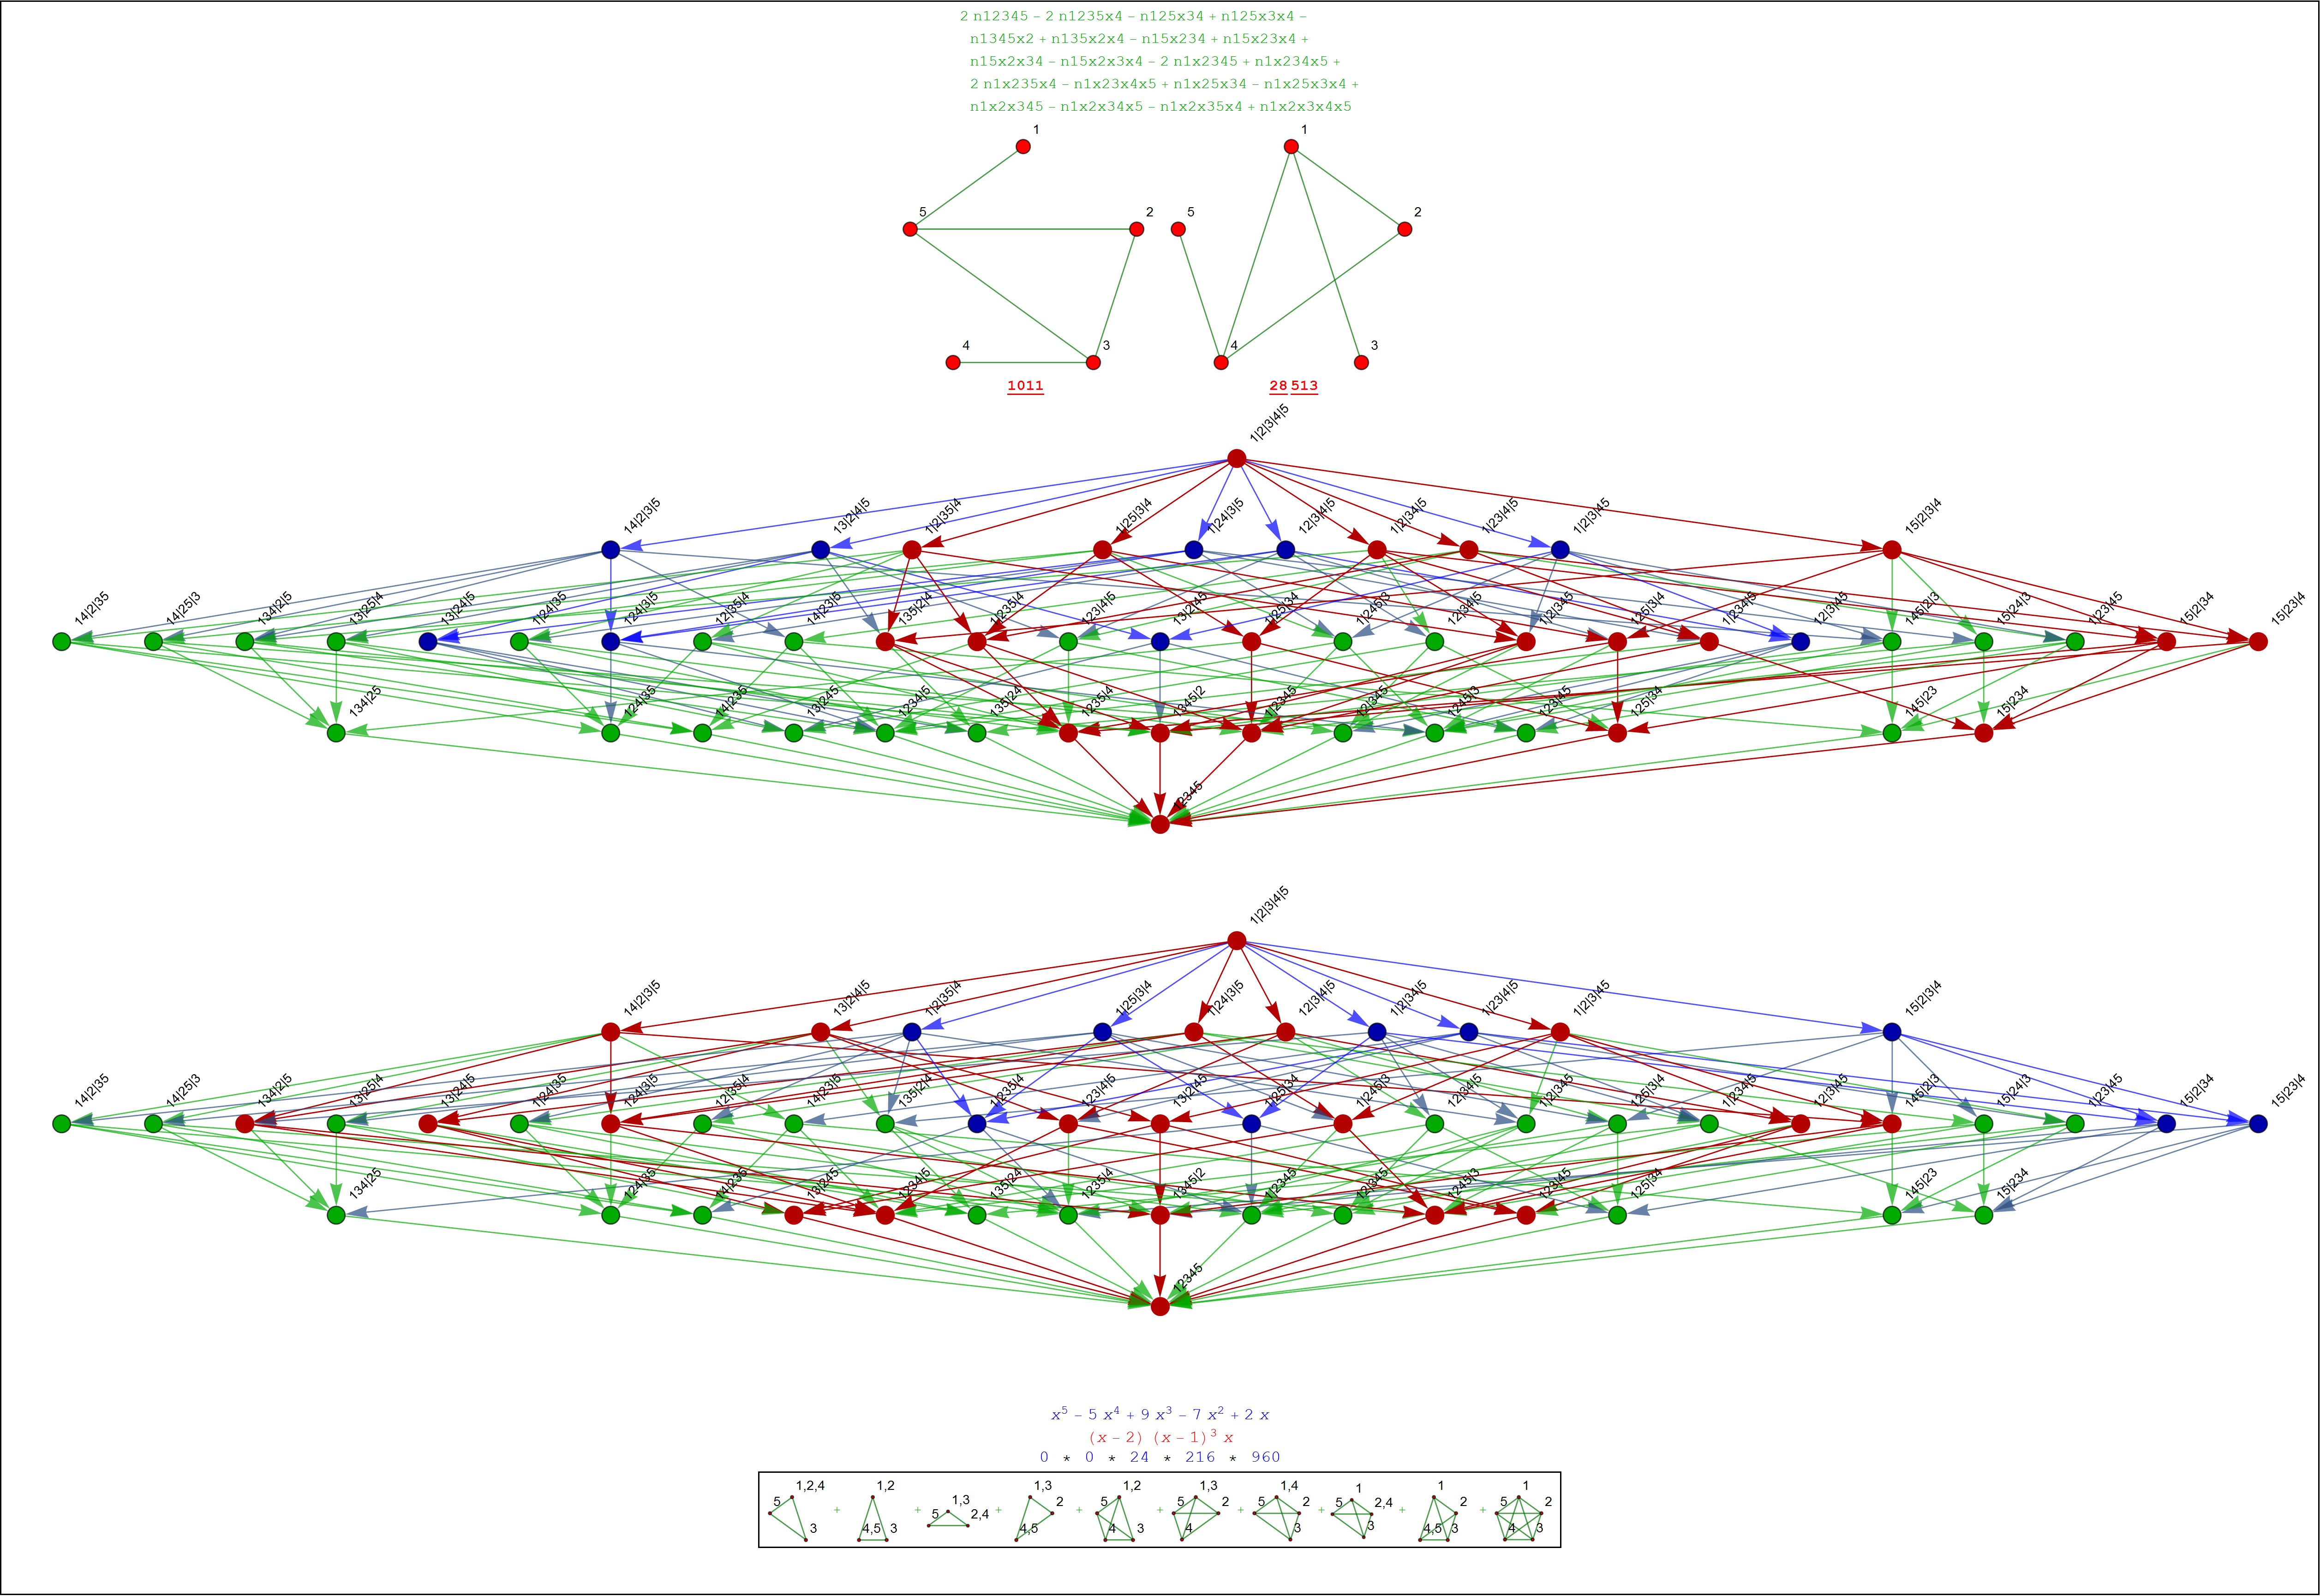 2 n12345 − 2 n1235x4 − n125x34 + n125x3x4 −
n1345x2 + n135x2x4 − n15x234 + n15x23x4 +
n15x2x34 − n15x2x3x4 − 2 n1x2345 + n1x234x5 +
2 n1x235x4 − n1x23x4x5 + n1x25x34 − n1x25x3x4 +
n1x2x345 − n1x2x34x5 − n1x2x35x4 + n1x2x3x4x5
1 1
5 2 5 2
4 3 4 3
1011 28 513
1|2|3|4|5
14|2|3|5 13|2|4|5 1|2|35|4 1|25|3|4 1|24|3|5 12|3|4|5 1|2|34|5 1|23|4|5 1|2|3|45 15|2|3|4
14|2|35 14|25|3 134|2|5 13|25|4 13|24|5 1|24|35 124|3|5 12|35|4 14|23|5 135|2|4 1|235|4 123|4|5 13|2|45 1|25|34 1|245|3 12|34|5 1|2|345 125|3|4 1|234|5 12|3|45 145|2|3 15|24|3 1|23|45 15|2|34 15|23|4
134|25 124|35 14|235 13|245 1234|5 135|24 1235|4 1345|2 1|2345 12|345 1245|3 123|45 125|34 145|23 15|234
12345
1|2|3|4|5
14|2|3|5 13|2|4|5 1|2|35|4 1|25|3|4 1|24|3|5 12|3|4|5 1|2|34|5 1|23|4|5 1|2|3|45 15|2|3|4
14|2|35 14|25|3 134|2|5 13|25|4 13|24|5 1|24|35 124|3|5 12|35|4 14|23|5 135|2|4 1|235|4 123|4|5 13|2|45 1|25|34 1|245|3 12|34|5 1|2|345 125|3|4 1|234|5 12|3|45 145|2|3 15|24|3 1|23|45 15|2|34 15|23|4
134|25 124|35 14|235 13|245 1234|5 135|24 1235|4 1345|2 1|2345 12|345 1245|3 123|45 125|34 145|23 15|234
12345
x⁵ − 5 x⁴ + 9 x³ − 7 x² + 2 x
(x − 2) (x − 1)³ x
0 * 0 * 24 * 216 * 960
1,2,4 5 3 + 1,2 4,5 3 + 1,3 5 2,4 + 1,3 2 4,5 + 1,2 5 4 3 + 1,3 5 2 4 + 1,4 5 2 3 + 1 5 2,4 3 + 1 2 4,5 3 + 1 5 2 4 3